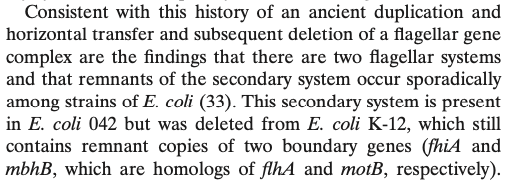 Consistent with this history of an ancient duplication and
horizontal transfer and subsequent deletion of a flagellar gene
complex are the findings that there are two flagellar systems
and that remnants of the secondary system occur sporadically
among strains of E. coli (33). This secondary system is present
in E. coli 042 but was deleted from E. coli K-12, which still
contains remnant copies of two boundary genes (fhiA and
mbhB, which are homologs of flhA and motB, respectively).